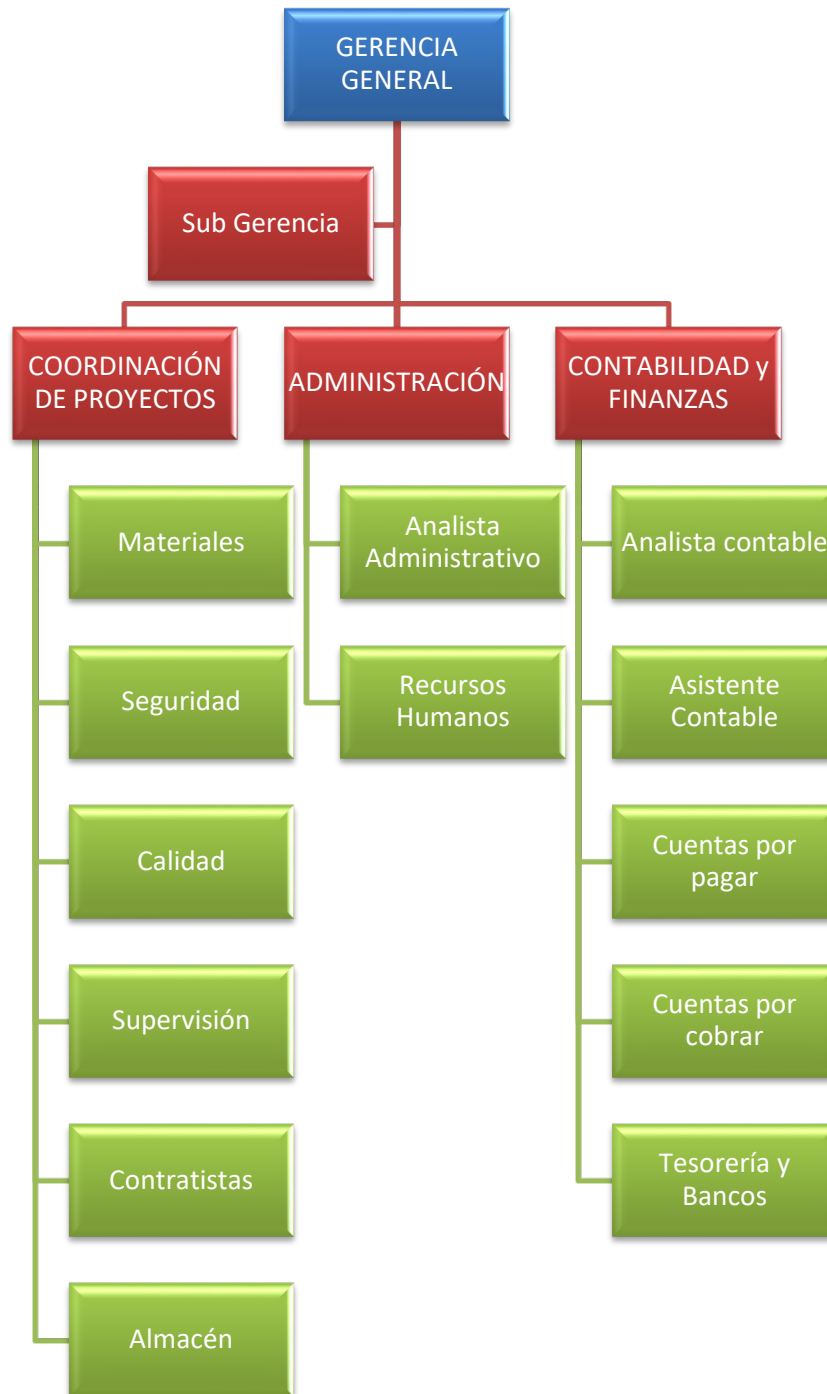 GERENCIA
GENERAL
Sub Gerencia
COORDINACIÓN
DE PROYECTOS
ADMINISTRACIÓN
CONTABILIDAD y
FINANZAS
Materiales
Seguridad
Calidad
Supervisión
Contratistas
Almacén
Analista
Administrativo
Recursos
Humanos
Analista contable
Asistente
Contable
Cuentas por
pagar
Cuentas por
cobrar
Tesorería y
Bancos